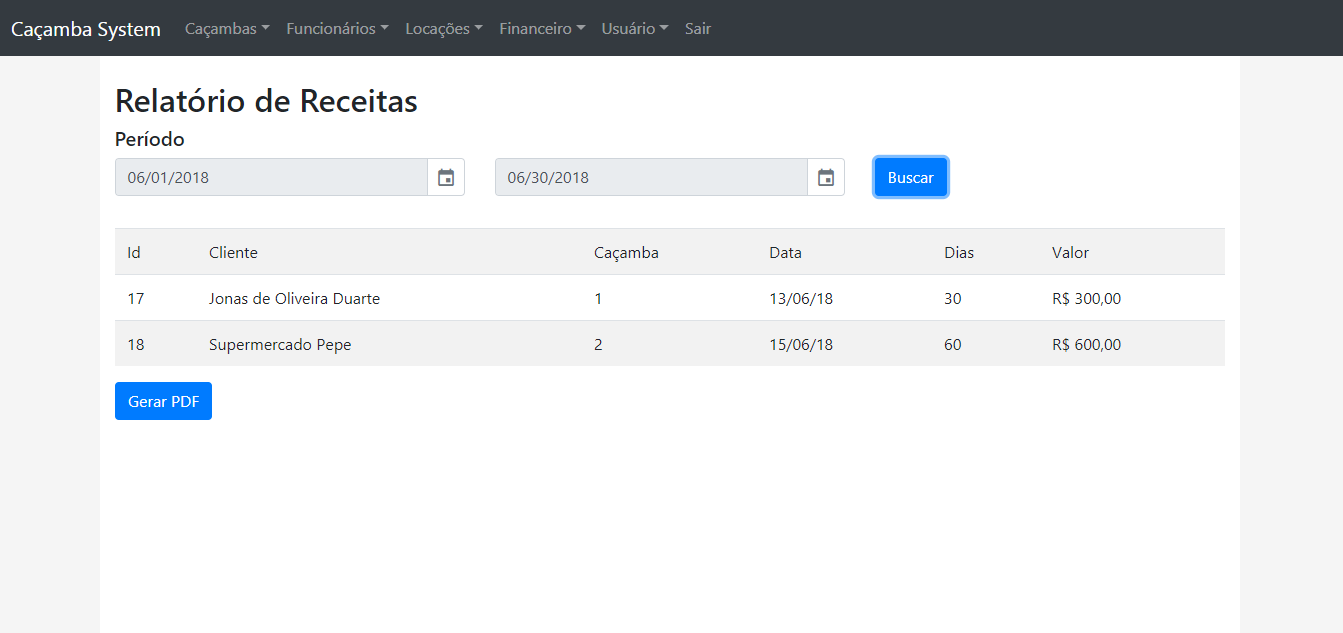 Caçamba System Caçambas Funcionários Locações Financeiro Usuário Sair
Relatório de Receitas
Período
06/01/2018 06/30/2018 Buscar
Id Cliente Caçamba Data Dias Valor
17 Jonas de Oliveira Duarte 1 13/06/18 30 R$ 300,00
18 Supermercado Pepe 2 15/06/18 60 R$ 600,00
Gerar PDF